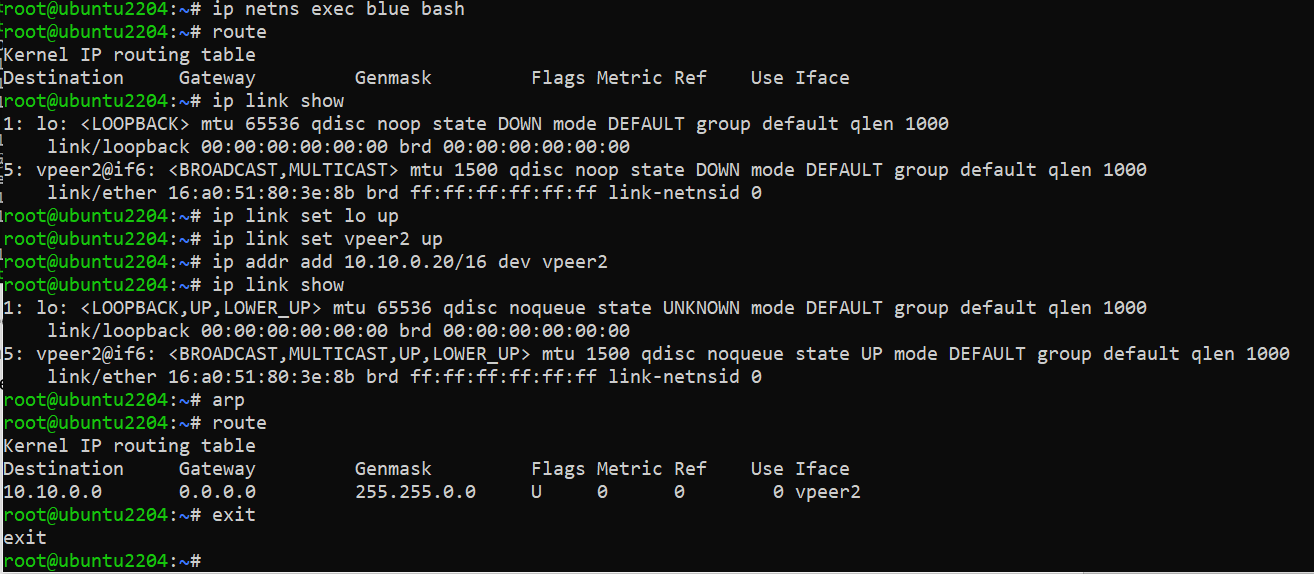 root@ubuntu2204:~# ip netns exec blue bash
root@ubuntu2204:~# route
Kernel IP routing table
Destination     Gateway         Genmask         Flags Metric Ref    Use Iface
root@ubuntu2204:~# ip link show
1: lo: <LOOPBACK> mtu 65536 qdisc noop state DOWN mode DEFAULT group default qlen 1000
    link/loopback 00:00:00:00:00:00 brd 00:00:00:00:00:00
5: vpeer2@if6: <BROADCAST,MULTICAST> mtu 1500 qdisc noop state DOWN mode DEFAULT group default qlen 1000
    link/ether 16:a0:51:80:3e:8b brd ff:ff:ff:ff:ff:ff link-netnsid 0
root@ubuntu2204:~# ip link set lo up
root@ubuntu2204:~# ip link set vpeer2 up
root@ubuntu2204:~# ip addr add 10.10.0.20/16 dev vpeer2
root@ubuntu2204:~# ip link show
1: lo: <LOOPBACK,UP,LOWER_UP> mtu 65536 qdisc noqueue state UNKNOWN mode DEFAULT group default qlen 1000
    link/loopback 00:00:00:00:00:00 brd 00:00:00:00:00:00
5: vpeer2@if6: <BROADCAST,MULTICAST,UP,LOWER_UP> mtu 1500 qdisc noqueue state UP mode DEFAULT group default qlen 1000
    link/ether 16:a0:51:80:3e:8b brd ff:ff:ff:ff:ff:ff link-netnsid 0
root@ubuntu2204:~# arp
root@ubuntu2204:~# route
Kernel IP routing table
Destination     Gateway         Genmask         Flags Metric Ref    Use Iface
10.10.0.0       0.0.0.0         255.255.0.0     U     0      0        0 vpeer2
root@ubuntu2204:~# exit
exit
root@ubuntu2204:~#